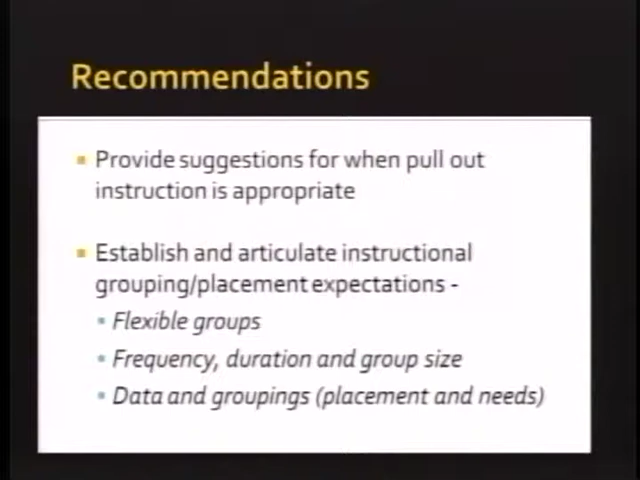 Recommendations
Provide suggestions for when pull out
instruction is appropriate
Establish and articulate instructional
grouping/placement expectations -
Flexible groups
Frequency, duration and group size
Data and groupings (placement and needs)